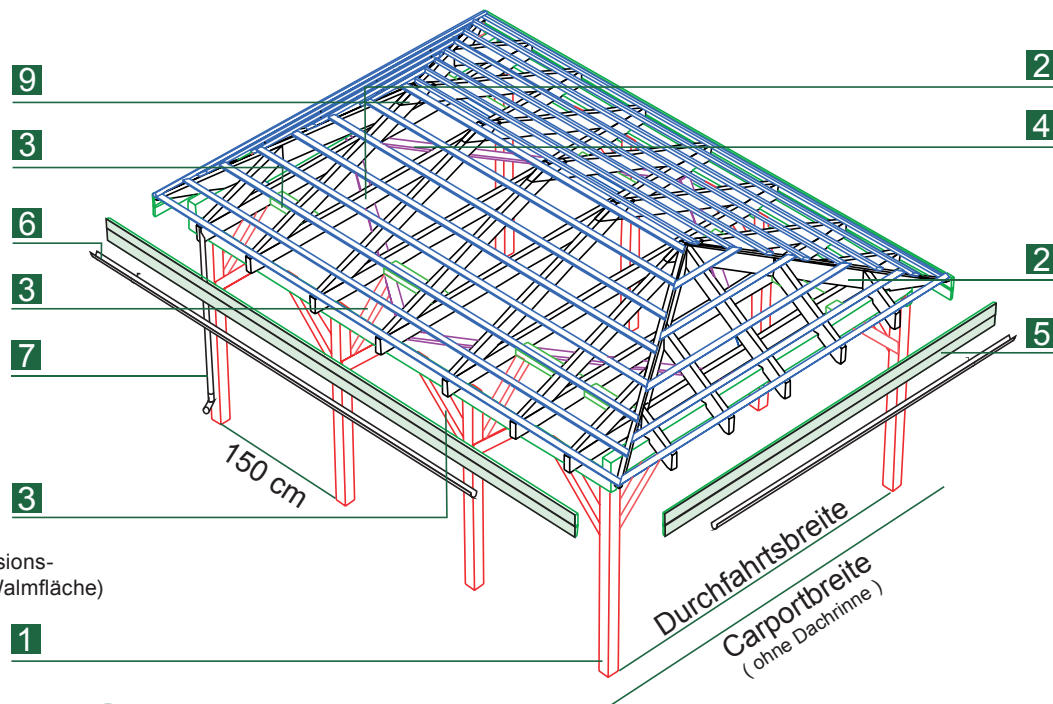 9
2
3
4
6
3
2
7
5
150 cm
3
Durchfahrtsbreite
Carportbreite
( ohne Dachrinne )
sions-
Walmfläche)
1